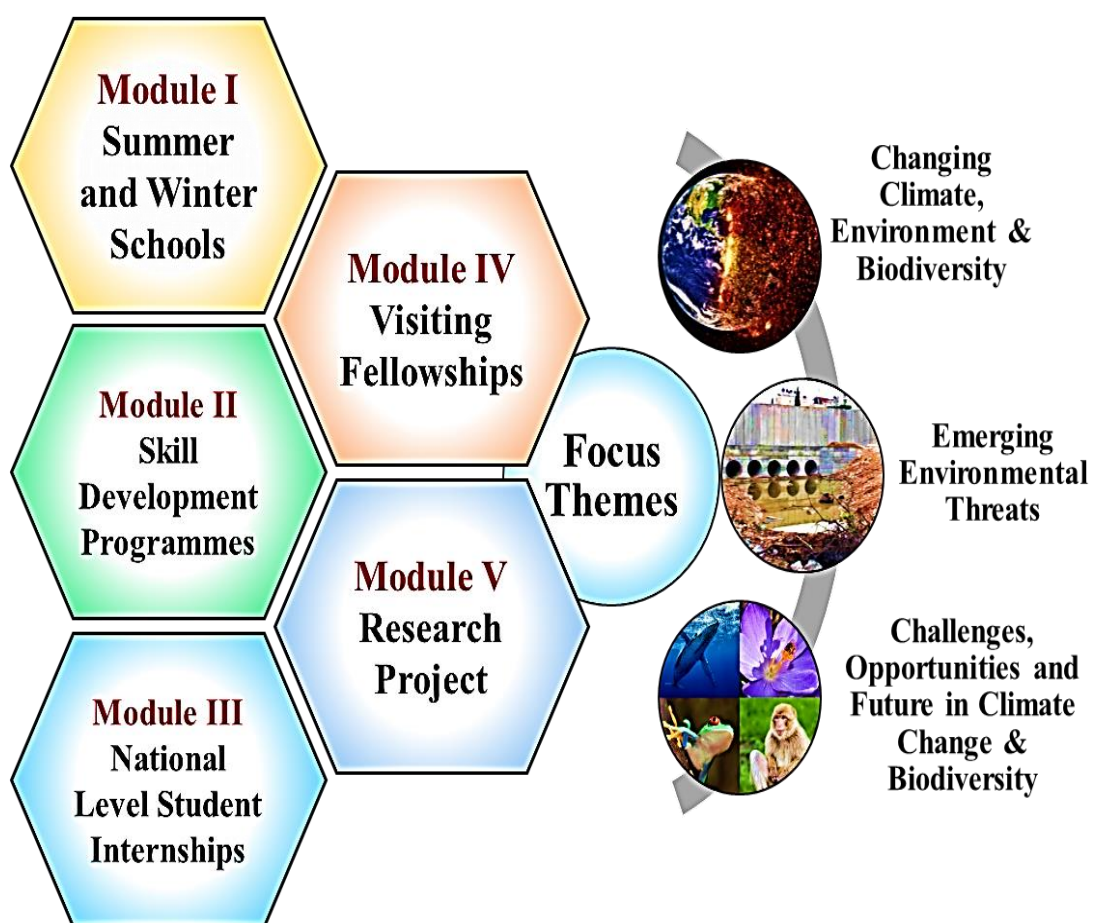 Module I
Summer
and Winter
Schools
Module II
Skill
Development
Programmes
Module III
National
Level Student
Internships
Module IV
Visiting
Fellowships
Module V
Research
Project
Focus
Themes
Changing
Climate,
Environment &
Biodiversity
Emerging
Environmental
Threats
Challenges,
Opportunities and
Future in Climate
Change &
Biodiversity